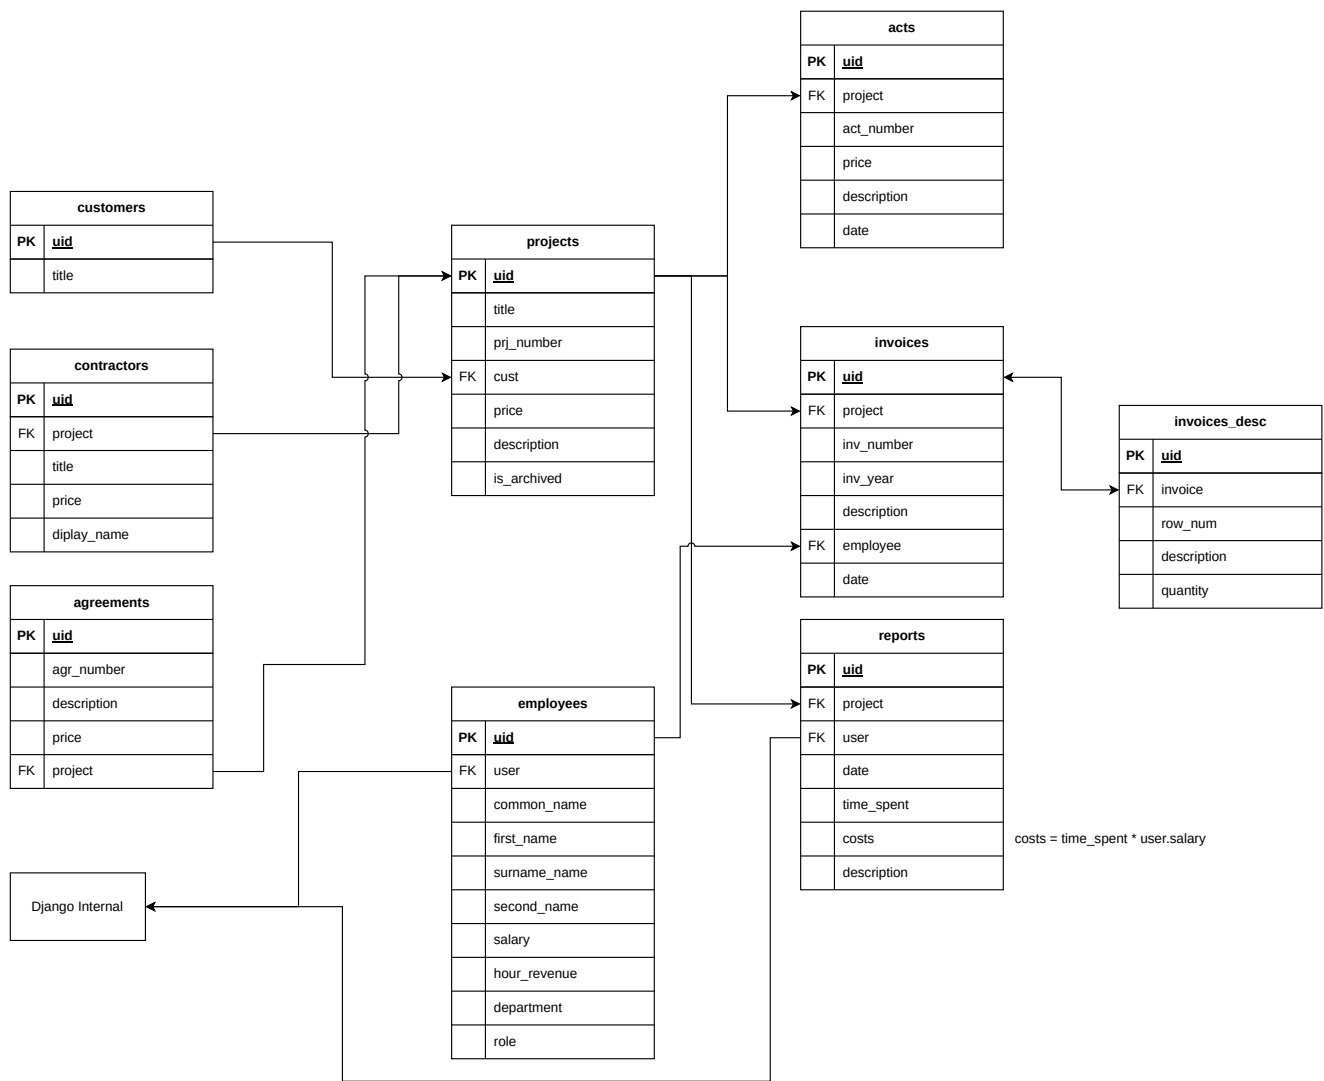 acts
PK uid
FK project
act_number
price
description
date
customers
PK uid
title
projects
PK uid
title
prj_number
FK cust
price
description
is_archived
contractors
PK uid
FK project
title
price
diplay_name
invoices
PK uid
FK project
inv_number
inv_year
description
FK employee
date
invoices_desc
PK uid
FK invoice
row_num
description
quantity
agreements
PK uid
agr_number
description
price
FK project
reports
PK uid
FK project
FK user
date
time_spent
costs
description
costs = time_spent * user.salary
employees
PK uid
FK user
common_name
first_name
surname_name
second_name
salary
hour_revenue
department
role
Django Internal